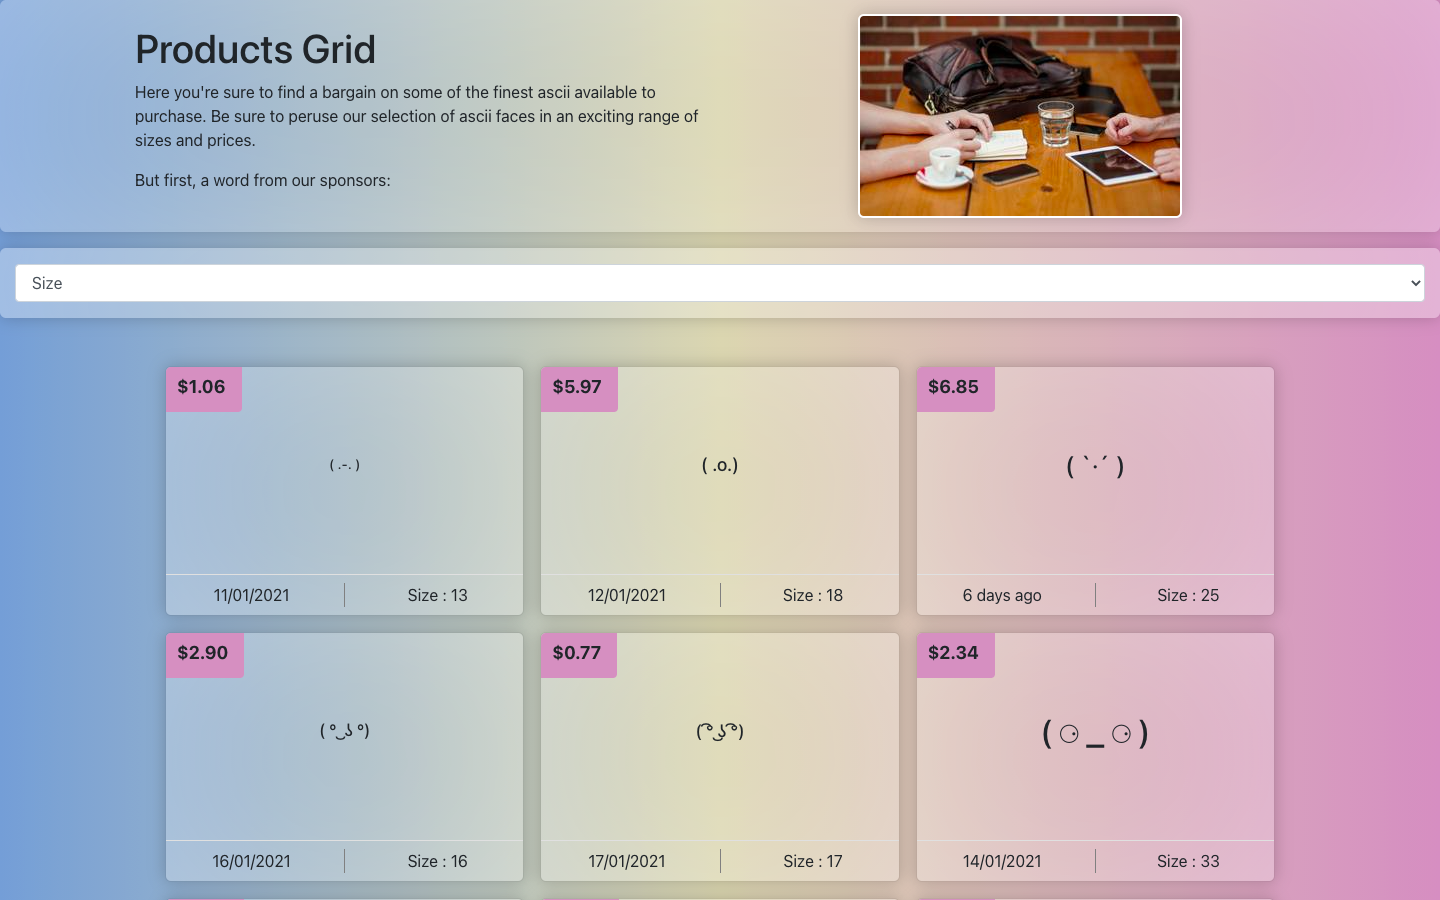 Products Grid
Here you're sure to find a bargain on some of the finest ascii available to
purchase. Be sure to peruse our selection of ascii faces in an exciting range of
sizes and prices.
But first, a word from our sponsors:
Size
$1.06
( .-. )
11/01/2021
Size : 13
$5.97
( .o.)
12/01/2021
Size : 18
$6.85
( `·´ )
6 days ago
Size : 25
$2.90
( ° ͜ ʖ °)
16/01/2021
Size : 16
$0.77
( ͡° ͜ʖ ͡°)
17/01/2021
Size : 17
$2.34
( ⚆ _ ⚆ )
14/01/2021
Size : 33